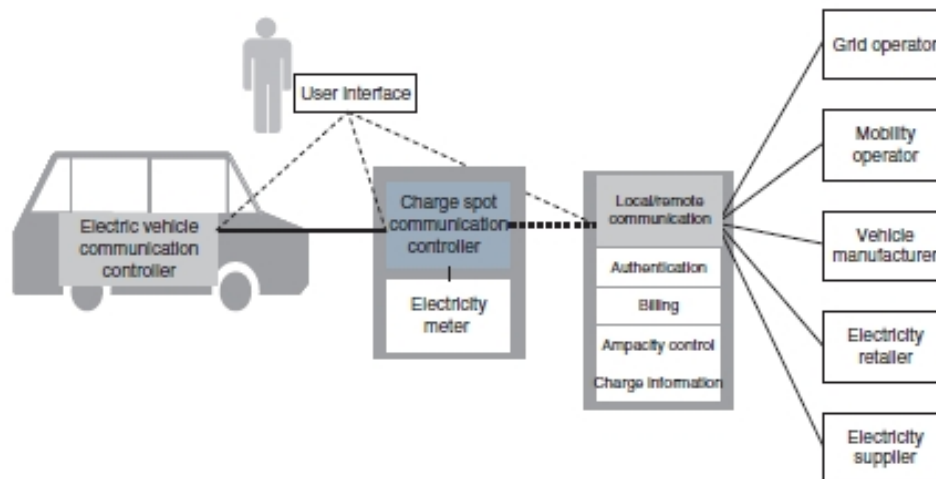 User interface
Electric vehicle
communication
controller
Charge spot
communication
controller
Electricity
meter
Local/remote
communication
Authentication
Billing
Ampacity control
Charge information
Grid operator
Mobility
operator
Vehicle
manufacturer
Electricity
retailer
Electricity
supplier